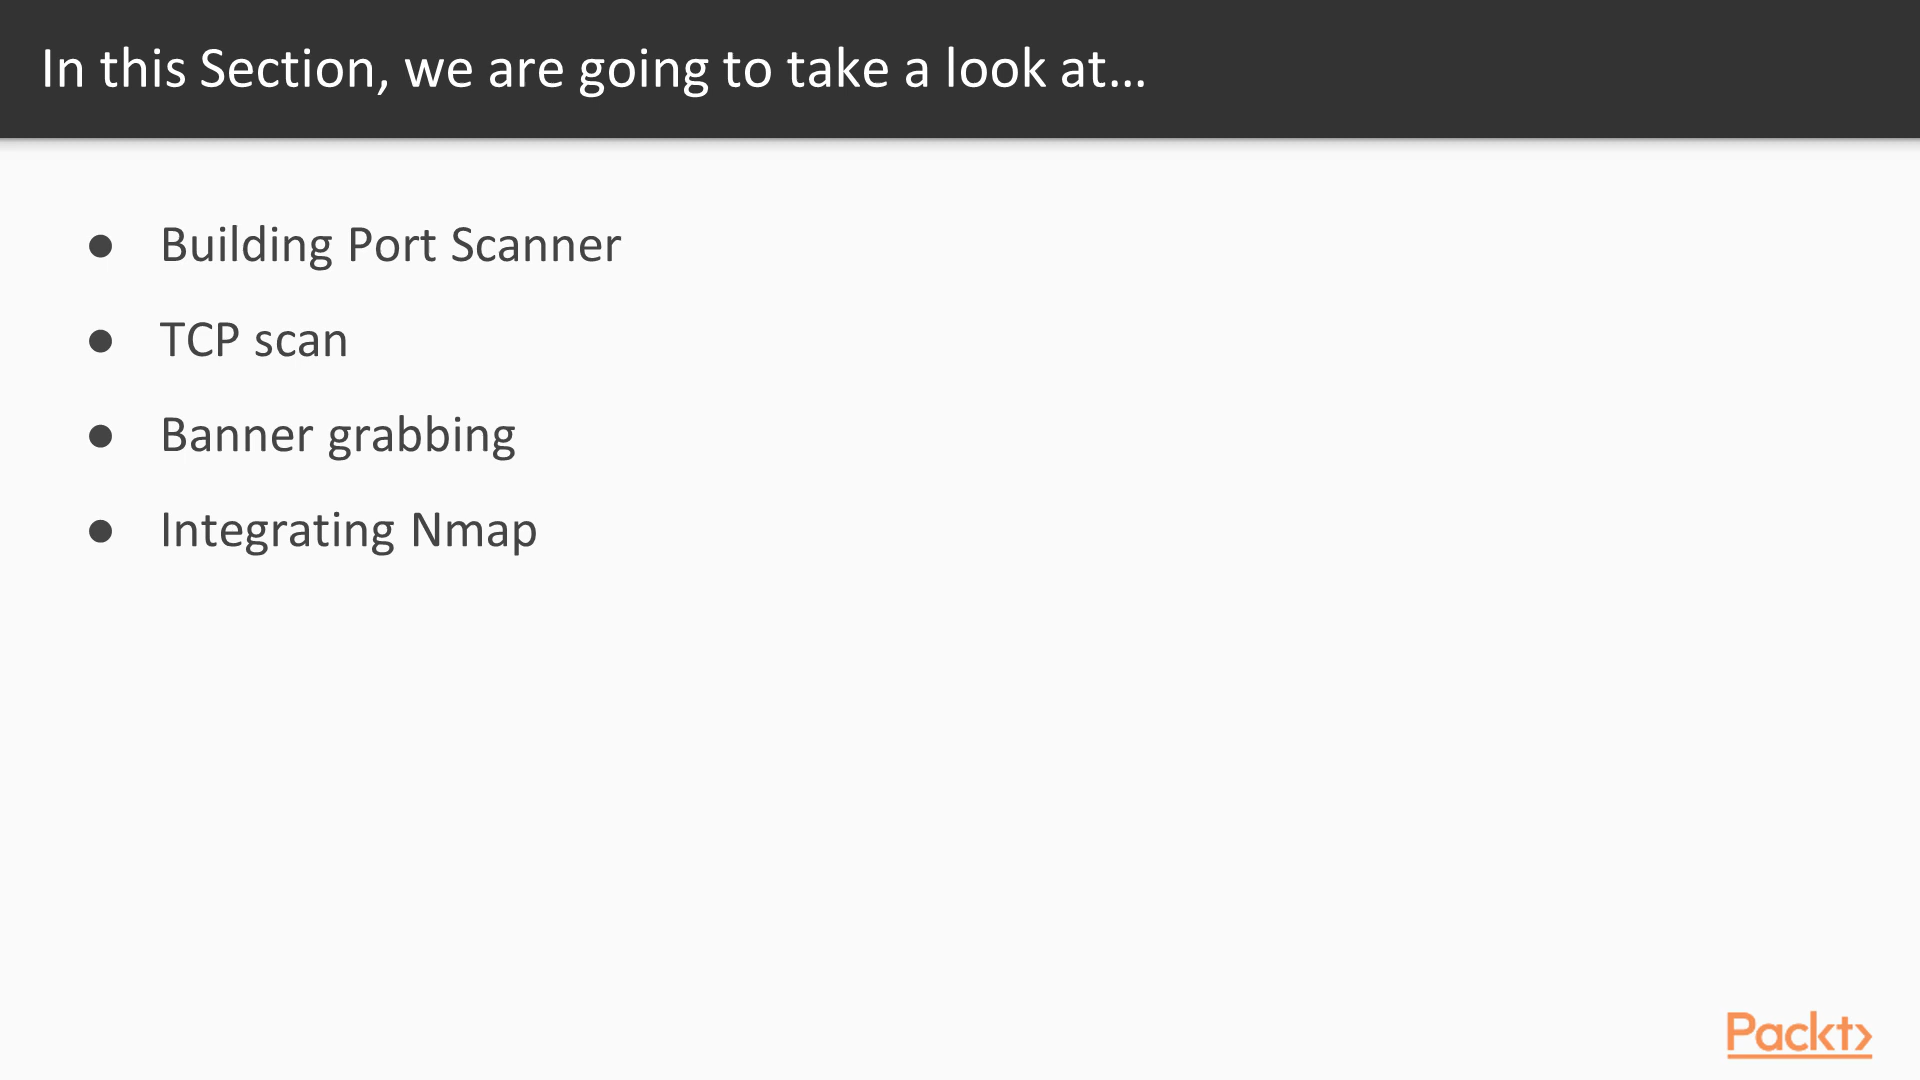 In this Section, we are going to take a look at...
● Building Port Scanner
● TCP scan
● Banner grabbing
● Integrating Nmap
Packt>